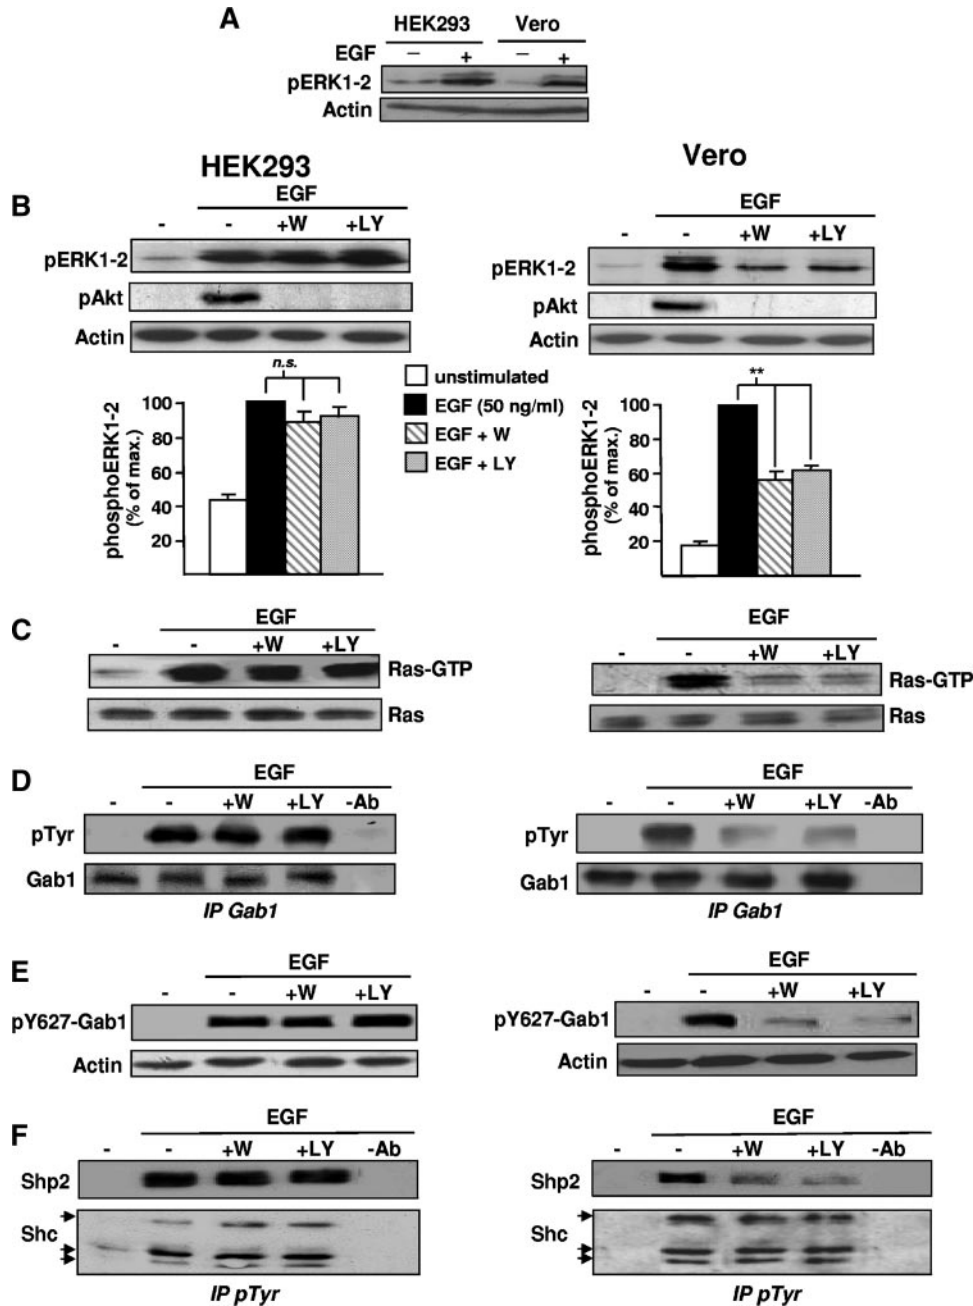 A
HEK293 Vero
EGF – + – +
pERK1-2
Actin
HEK293 Vero
B
EGF
- - +W +LY
pERK1-2
pAkt
Actin
EGF
- - +W +LY
pERK1-2
pAkt
Actin
n.s.
100
80
60
40
20
phosphoERK1-2
(% of max.)
unstimulated
EGF (50 ng/ml)
EGF + W
EGF + LY
**
100
80
60
40
20
phosphoERK1-2
(% of max.)
C
EGF
- - +W +LY
Ras-GTP
Ras
EGF
- - +W +LY
Ras-GTP
Ras
D
EGF
- - +W +LY -Ab
pTyr
Gab1
IP Gab1
EGF
- - +W +LY -Ab
pTyr
Gab1
IP Gab1
E
EGF
- - +W +LY
pY627-Gab1
Actin
EGF
- - +W +LY
pY627-Gab1
Actin
F
EGF
- - +W +LY -Ab
Shp2
Shc
IP pTyr
EGF
- - +W +LY -Ab
Shp2
Shc
IP pTyr